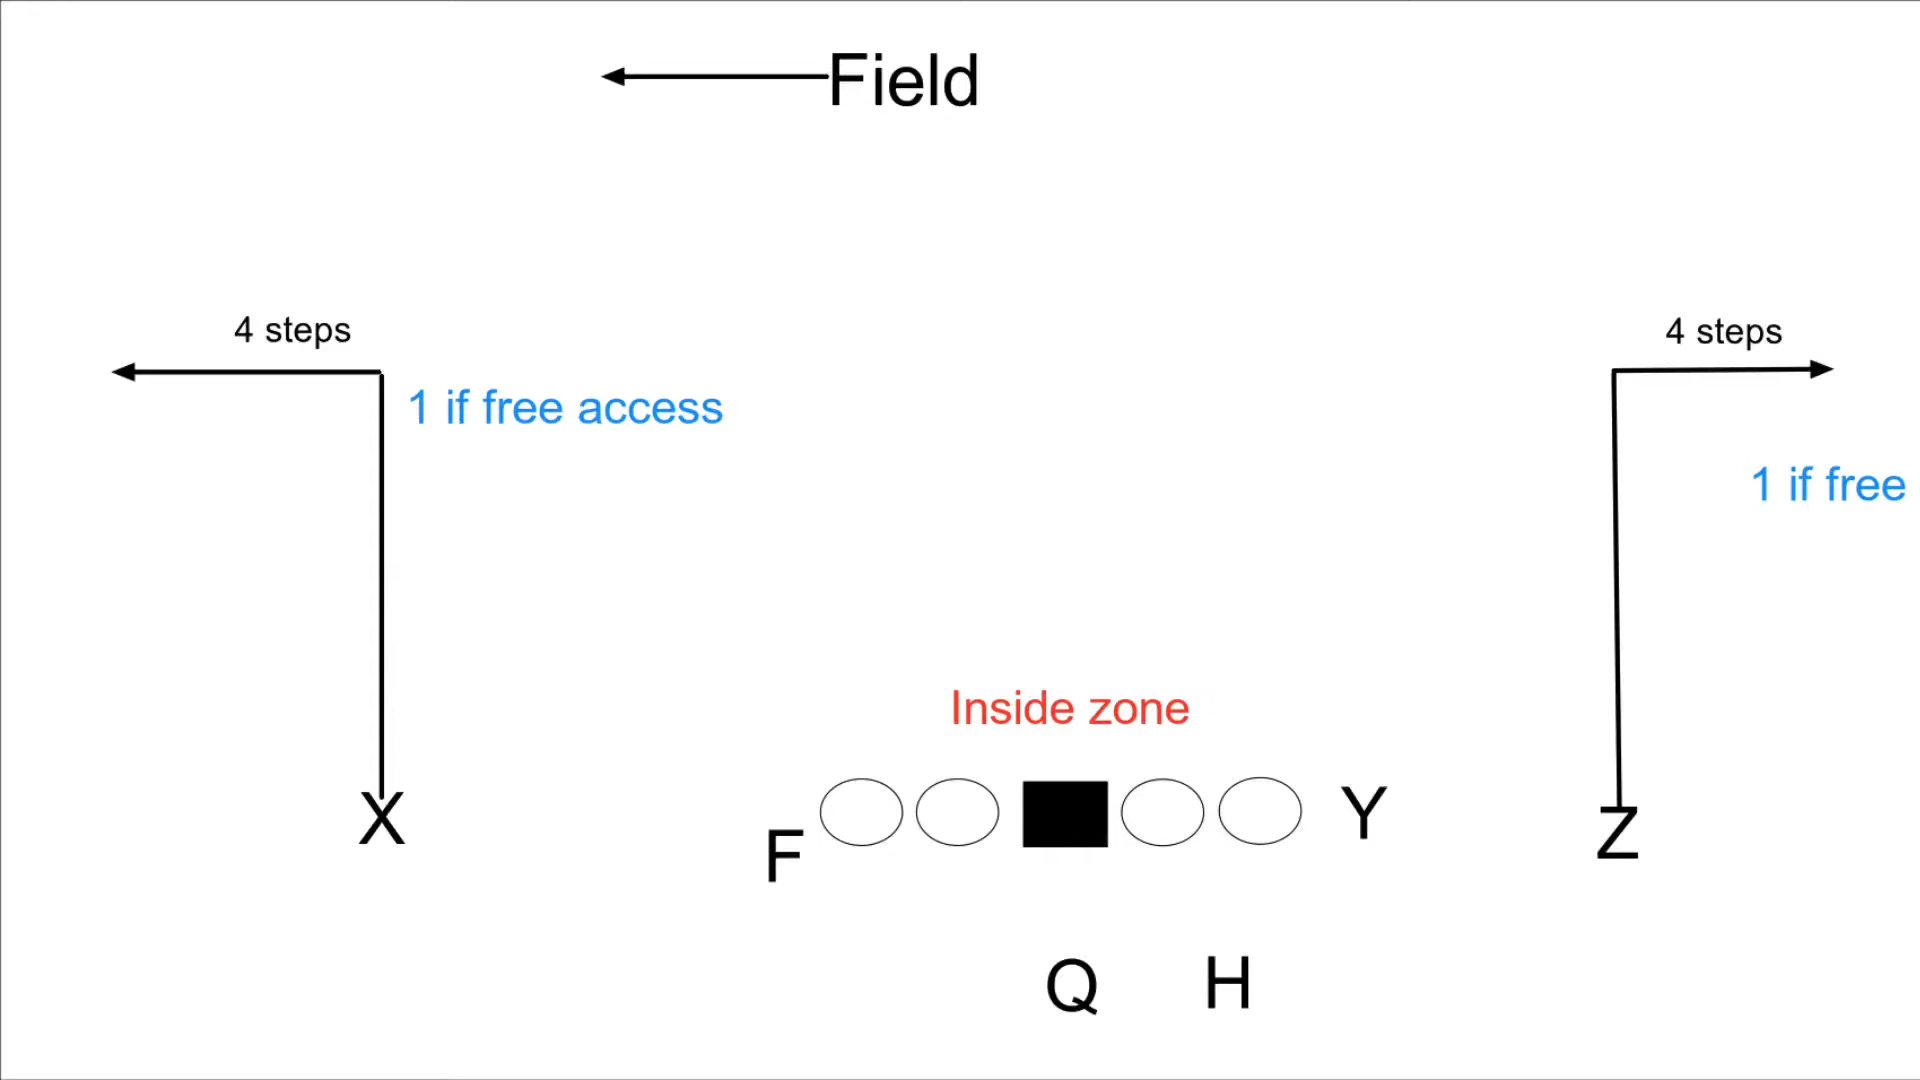 Field
4 steps
4 steps
1 if free access
1 if free
Inside zone
X
F
Y
Z
Q
H